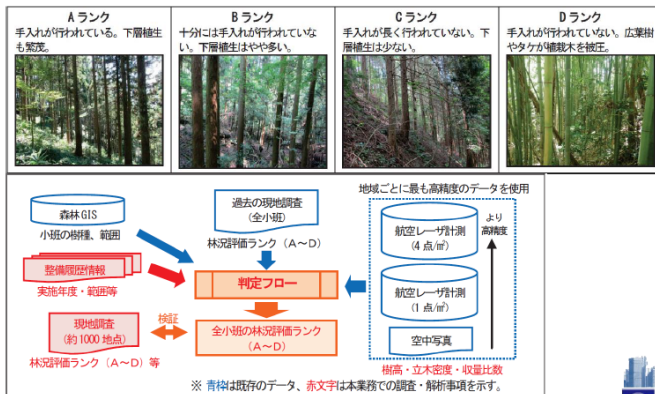 Aランク
手入れが行われている。下層植生
も繁茂。
Bランク
十分には手入れが行われていな
い。下層植生はやや多い。
Cランク
手入れが長く行われていない。下
層植生は少ない。
Dランク
手入れが行われていない。広葉樹
やタケが植栽木を被圧。
森林GIS
小班の樹種、範囲
整備履歴情報
実施年度・範囲等
過去の現地調査
(全小班)
林況評価ランク(A~D)
判定フロー
検証
現地調査
(約1000地点)
林況評価ランク(A~D)等
全小班の林況評価ランク
(A~D)
地域ごとに最も高精度のデータを使用
航空レーザ計測
(4点/㎡)
航空レーザ計測
(1点/㎡)
空中写真
より
高精度
樹高・立木密度・収量比数
※ 青枠は既存のデータ、赤文字は本業務での調査・解析事項を示す。